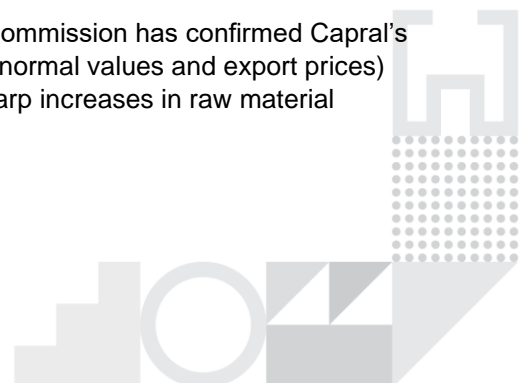 ommission has confirmed Capral's
normal values and export prices)
arp increases in raw material